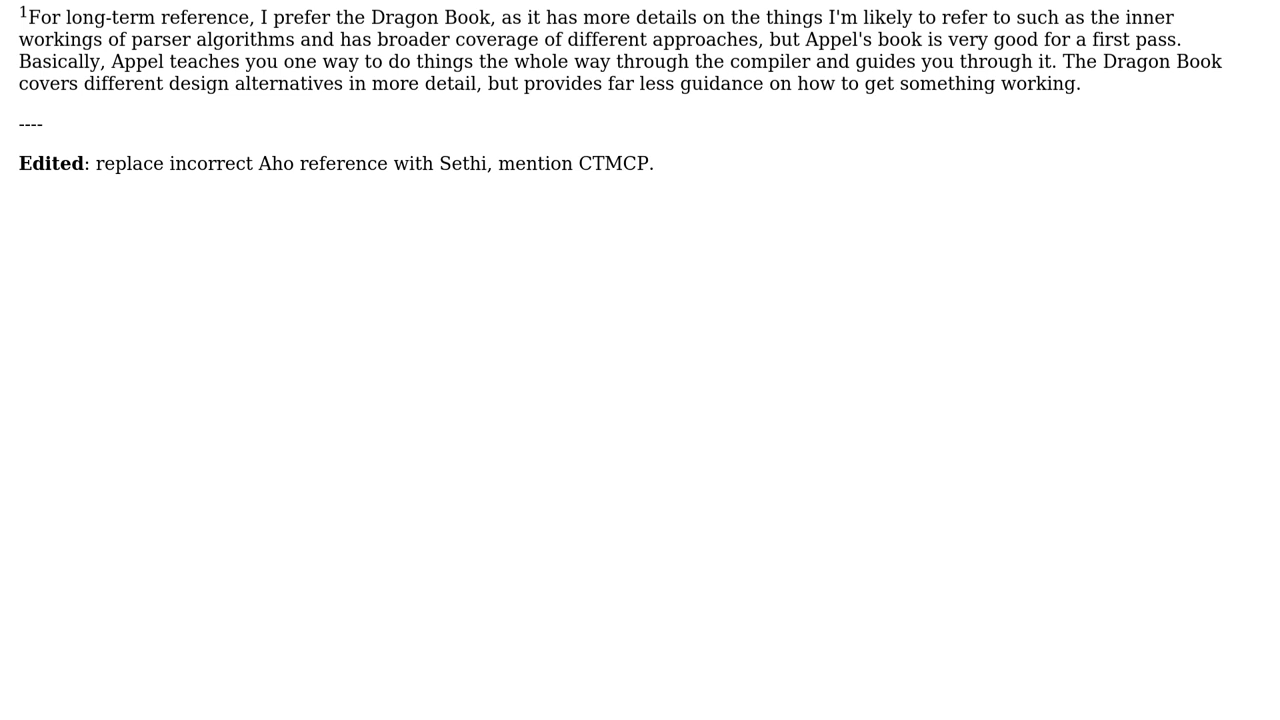 1For long-term reference, I prefer the Dragon Book, as it has more details on the things I'm likely to refer to such as the inner
workings of parser algorithms and has broader coverage of different approaches, but Appel's book is very good for a first pass.
Basically, Appel teaches you one way to do things the whole way through the compiler and guides you through it. The Dragon Book
covers different design alternatives in more detail, but provides far less guidance on how to get something working.
----
Edited: replace incorrect Aho reference with Sethi, mention CTMCP.